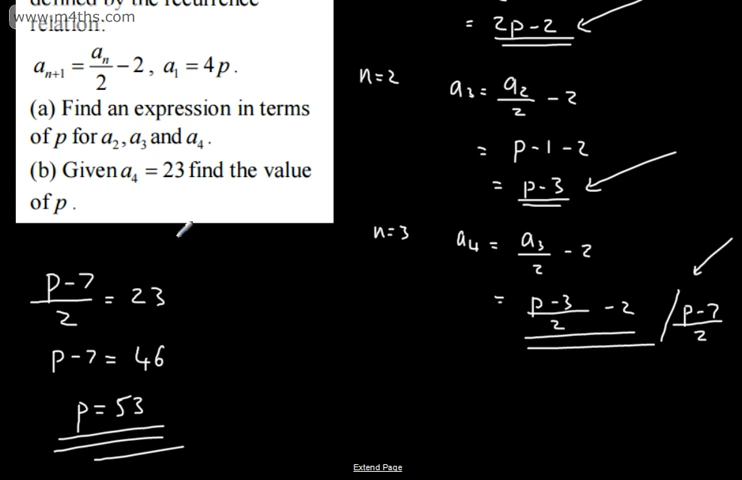 defined by the recurrence
www.m4ths.com
relation:
a_{n+1} = a_n/2 - 2, a_1 = 4p.
(a) Find an expression in terms
of p for a_2, a_3 and a_4.
(b) Given a_4 = 23 find the value
of p.
(p-7)/2 = 23
p-7 = 46
p = 53
= 2p-2
n=2 a_3 = a_2/2 - 2
= p-1-2
= p-3
n=3 a_4 = a_3/2 - 2
= (p-3)/2 - 2 / (p-7)/2
Extend Page